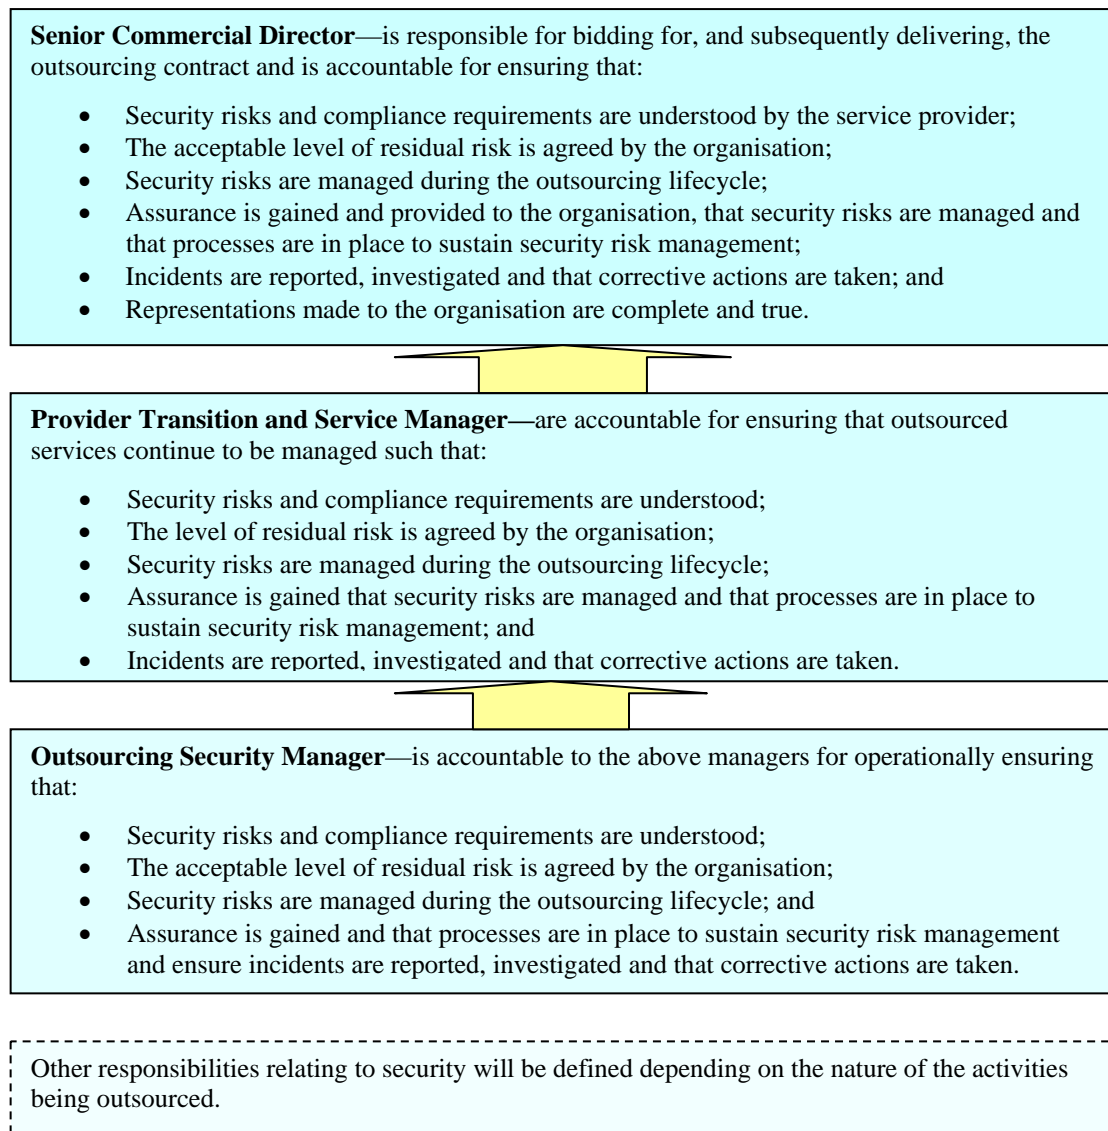 Senior Commercial Director—is responsible for bidding for, and subsequently delivering, the
outsourcing contract and is accountable for ensuring that:
• Security risks and compliance requirements are understood by the service provider;
• The acceptable level of residual risk is agreed by the organisation;
• Security risks are managed during the outsourcing lifecycle;
• Assurance is gained and provided to the organisation, that security risks are managed and
that processes are in place to sustain security risk management;
• Incidents are reported, investigated and that corrective actions are taken; and
• Representations made to the organisation are complete and true.
Provider Transition and Service Manager—are accountable for ensuring that outsourced
services continue to be managed such that:
• Security risks and compliance requirements are understood;
• The level of residual risk is agreed by the organisation;
• Security risks are managed during the outsourcing lifecycle;
• Assurance is gained that security risks are managed and that processes are in place to
sustain security risk management; and
• Incidents are reported, investigated and that corrective actions are taken.
Outsourcing Security Manager—is accountable to the above managers for operationally ensuring
that:
• Security risks and compliance requirements are understood;
• The acceptable level of residual risk is agreed by the organisation;
• Security risks are managed during the outsourcing lifecycle; and
• Assurance is gained and that processes are in place to sustain security risk management
and ensure incidents are reported, investigated and that corrective actions are taken.
Other responsibilities relating to security will be defined depending on the nature of the activities
being outsourced.